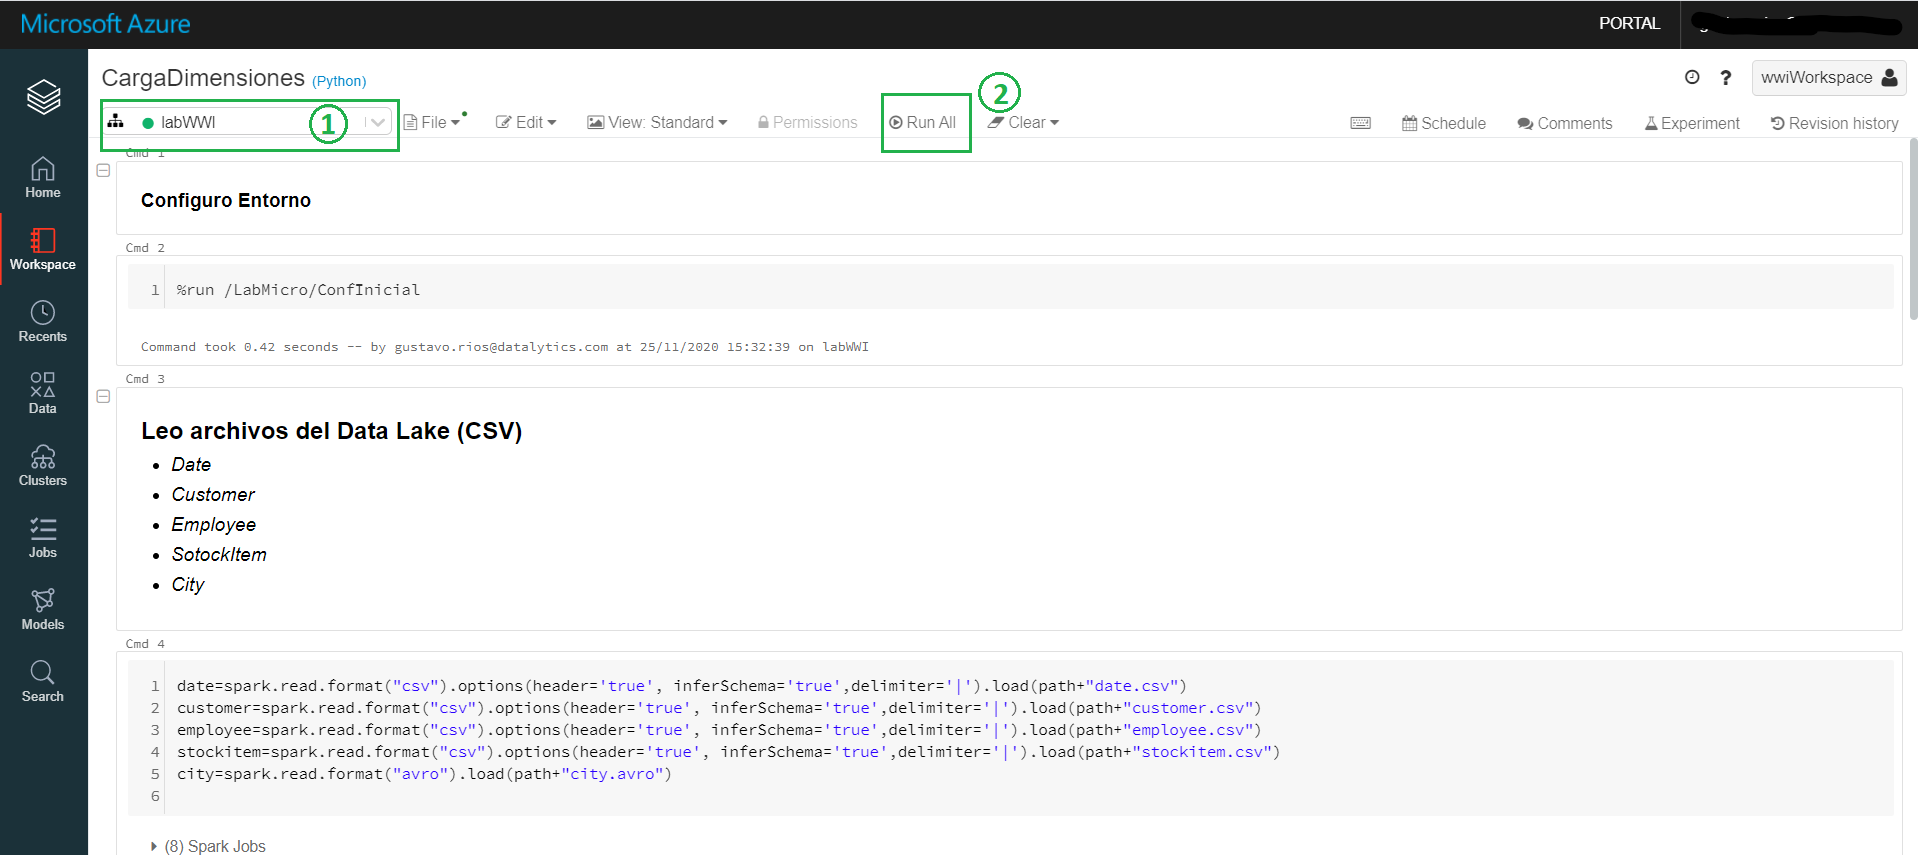 Microsoft Azure
PORTAL
CargaDimensiones (Python)
wwiWorkspace
labWWI
1
File
Edit
View: Standard
Permissions
Run All
2
Clear
Schedule
Comments
Experiment
Revision history
Home
Workspace
Recents
Data
Clusters
Jobs
Models
Search
Cmd 1
Configuro Entorno
Cmd 2
1 %run /LabMicro/ConfInicial
Command took 0.42 seconds -- by gustavo.rios@datalytics.com at 25/11/2020 15:32:39 on labWWI
Cmd 3
Leo archivos del Data Lake (CSV)
• Date
• Customer
• Employee
• SotockItem
• City
Cmd 4
1 date=spark.read.format("csv").options(header='true', inferSchema='true',delimiter='|').load(path+"date.csv")
2 customer=spark.read.format("csv").options(header='true', inferSchema='true',delimiter='|').load(path+"customer.csv")
3 employee=spark.read.format("csv").options(header='true', inferSchema='true',delimiter='|').load(path+"employee.csv")
4 stockitem=spark.read.format("csv").options(header='true', inferSchema='true',delimiter='|').load(path+"stockitem.csv")
5 city=spark.read.format("avro").load(path+"city.avro")
6
(8) Spark Jobs